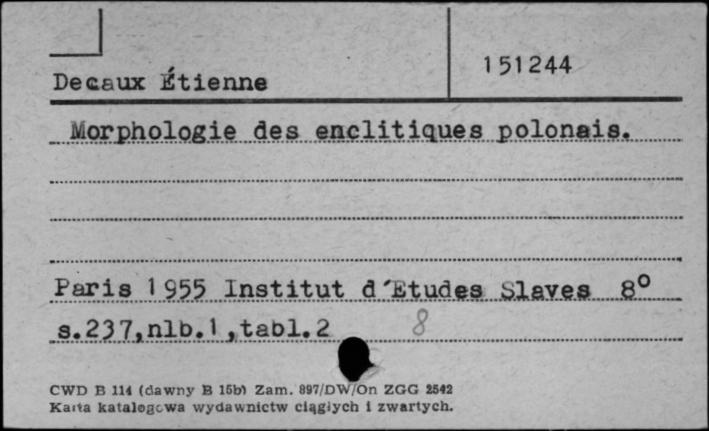 151244
Decaux Étienne
Morphologie des enclitiques polonais.
Paris 1955 Institut d´Etudes Slaves 8º
s.237,nlb.1,tabl.2 8
CWD B 114 (dawny B 15b) Zam. 897/DW/On ZGG 2542
Karta katalogowa wydawnictw ciągłych i zwartych.